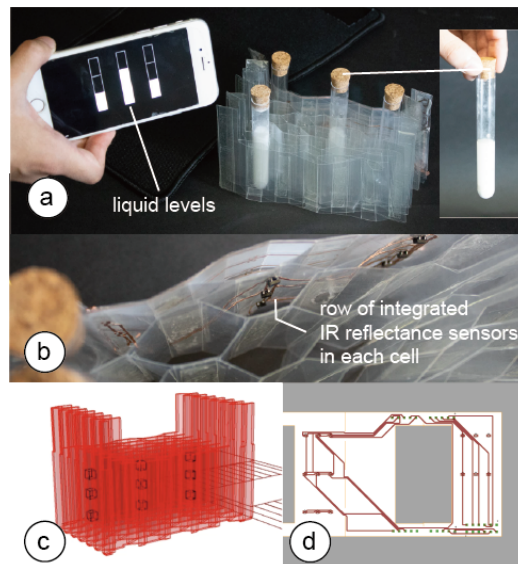 a
liquid levels
b
row of integrated
IR reflectance sensors
in each cell
c
d